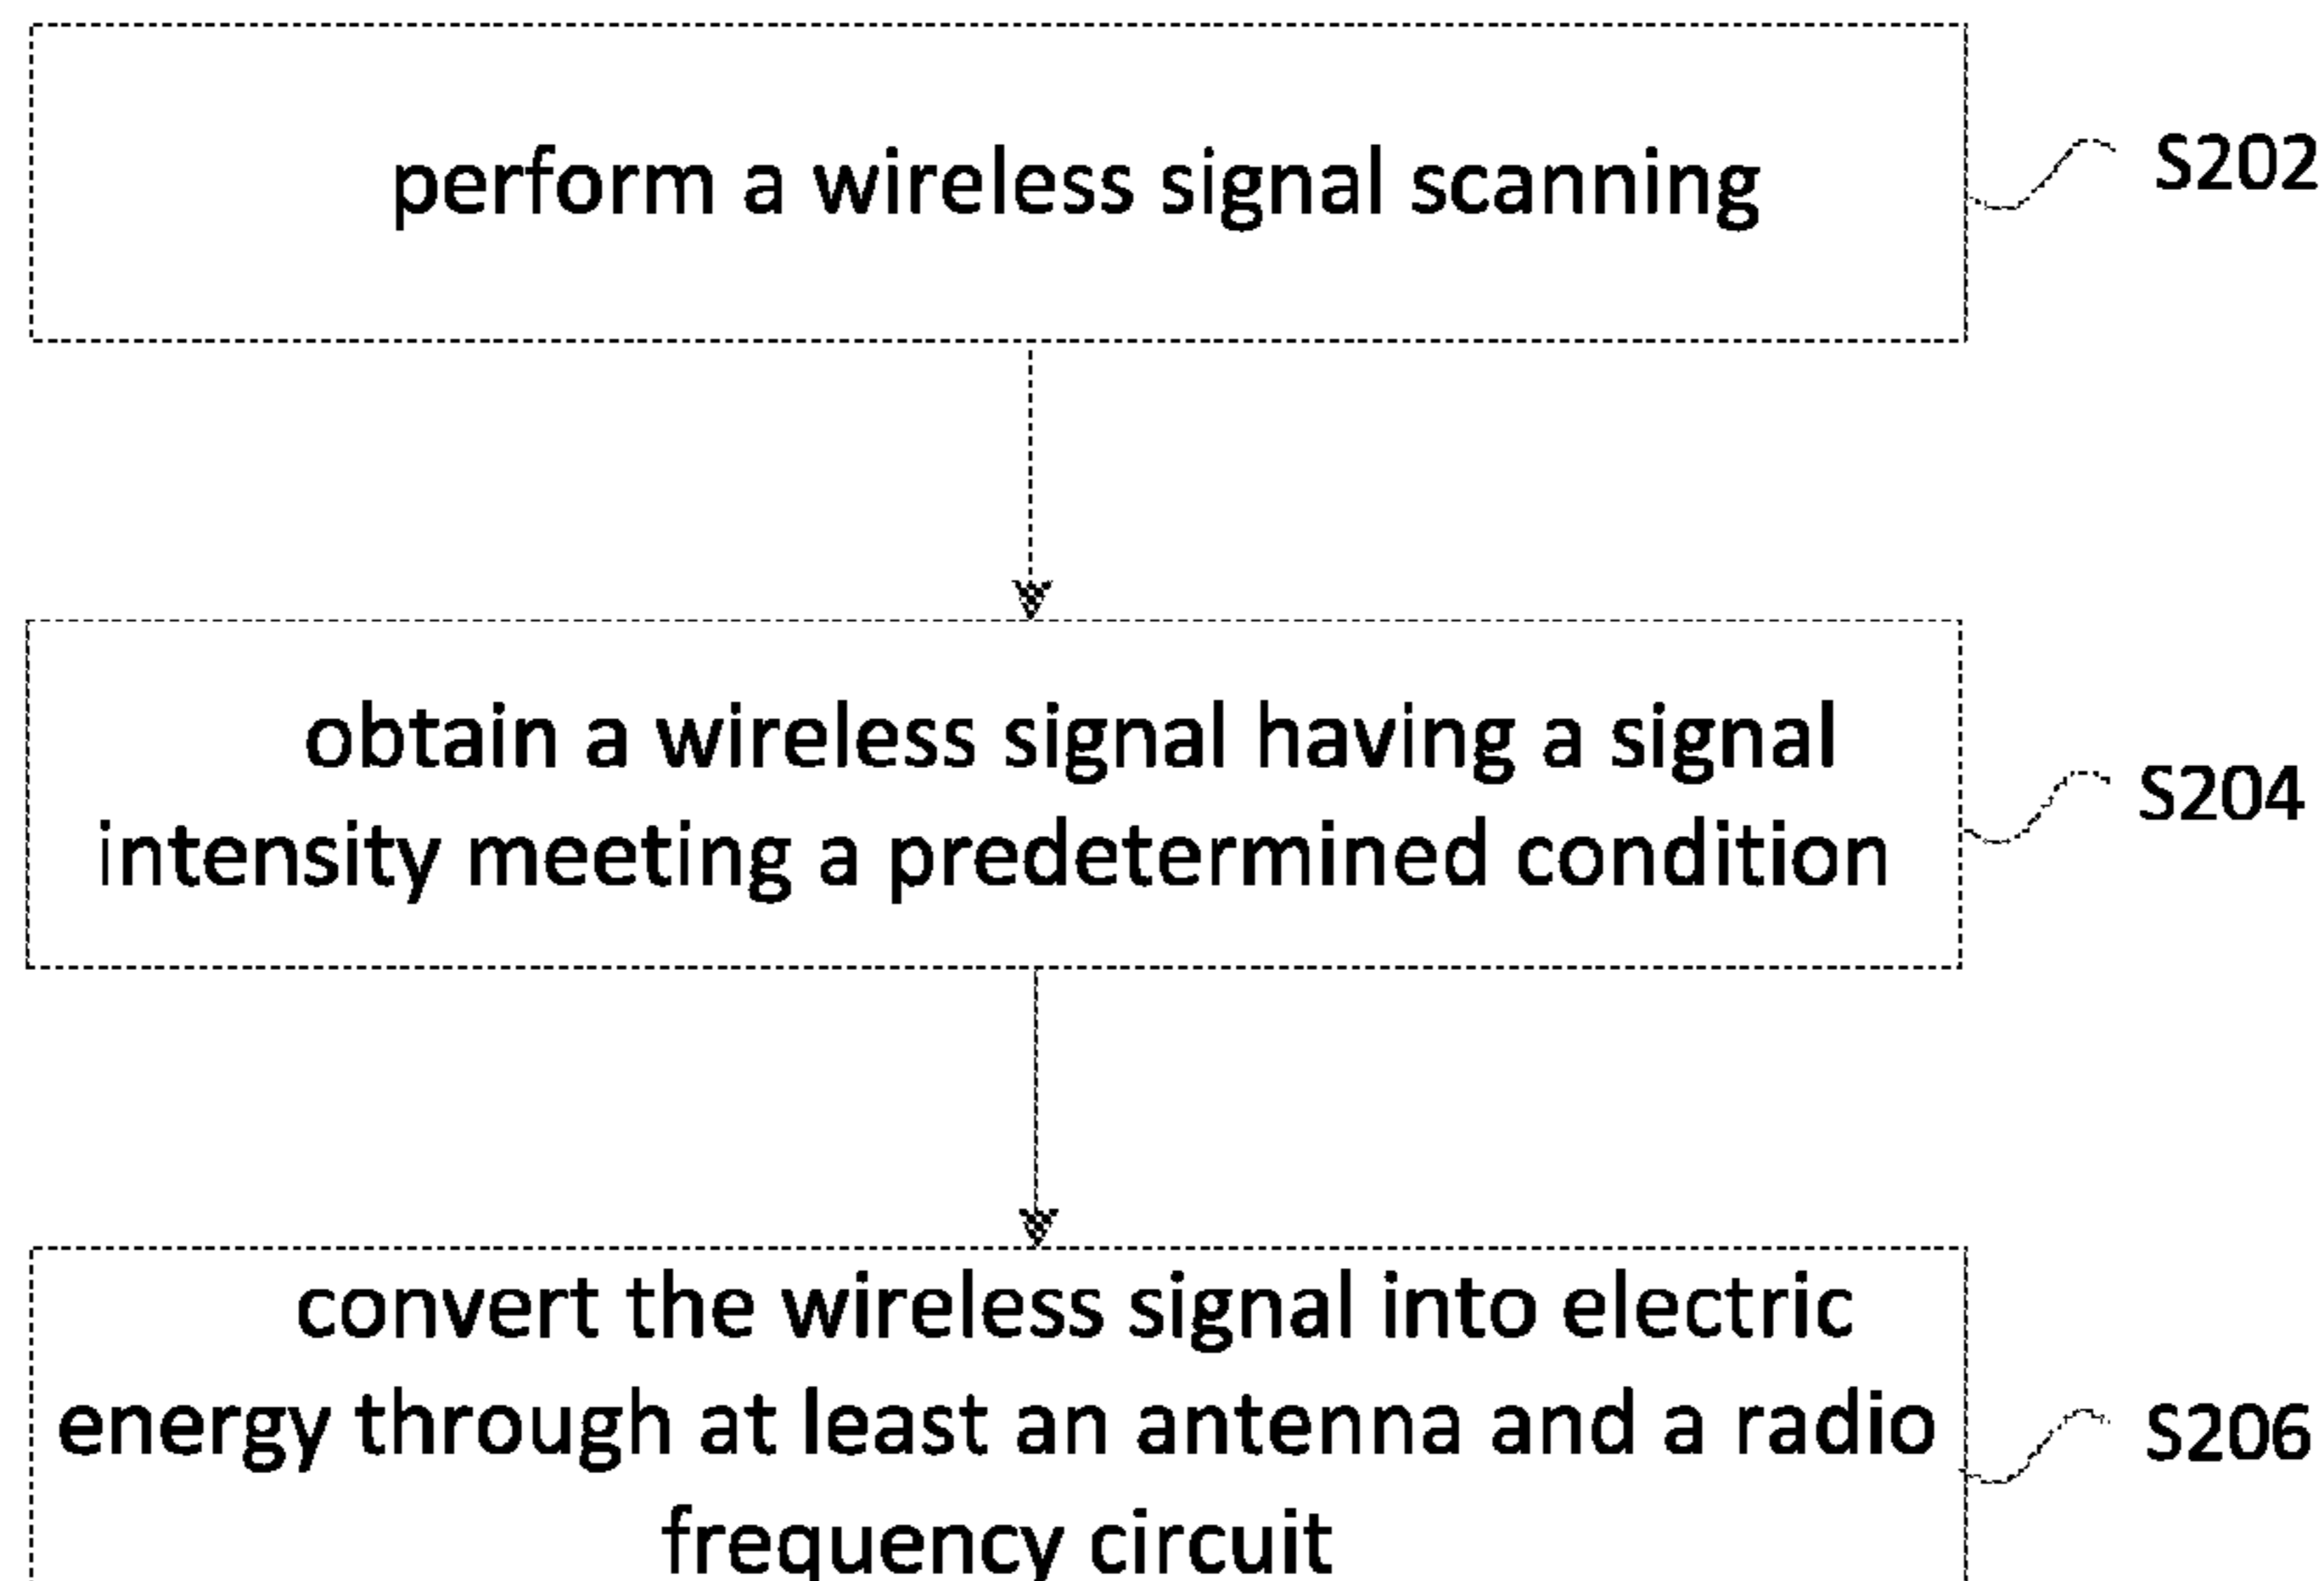 perform a wireless signal scanning
S202
obtain a wireless signal having a signal
intensity meeting a predetermined condition
S204
convert the wireless signal into electric
energy through at least an antenna and a radio
frequency circuit
S206